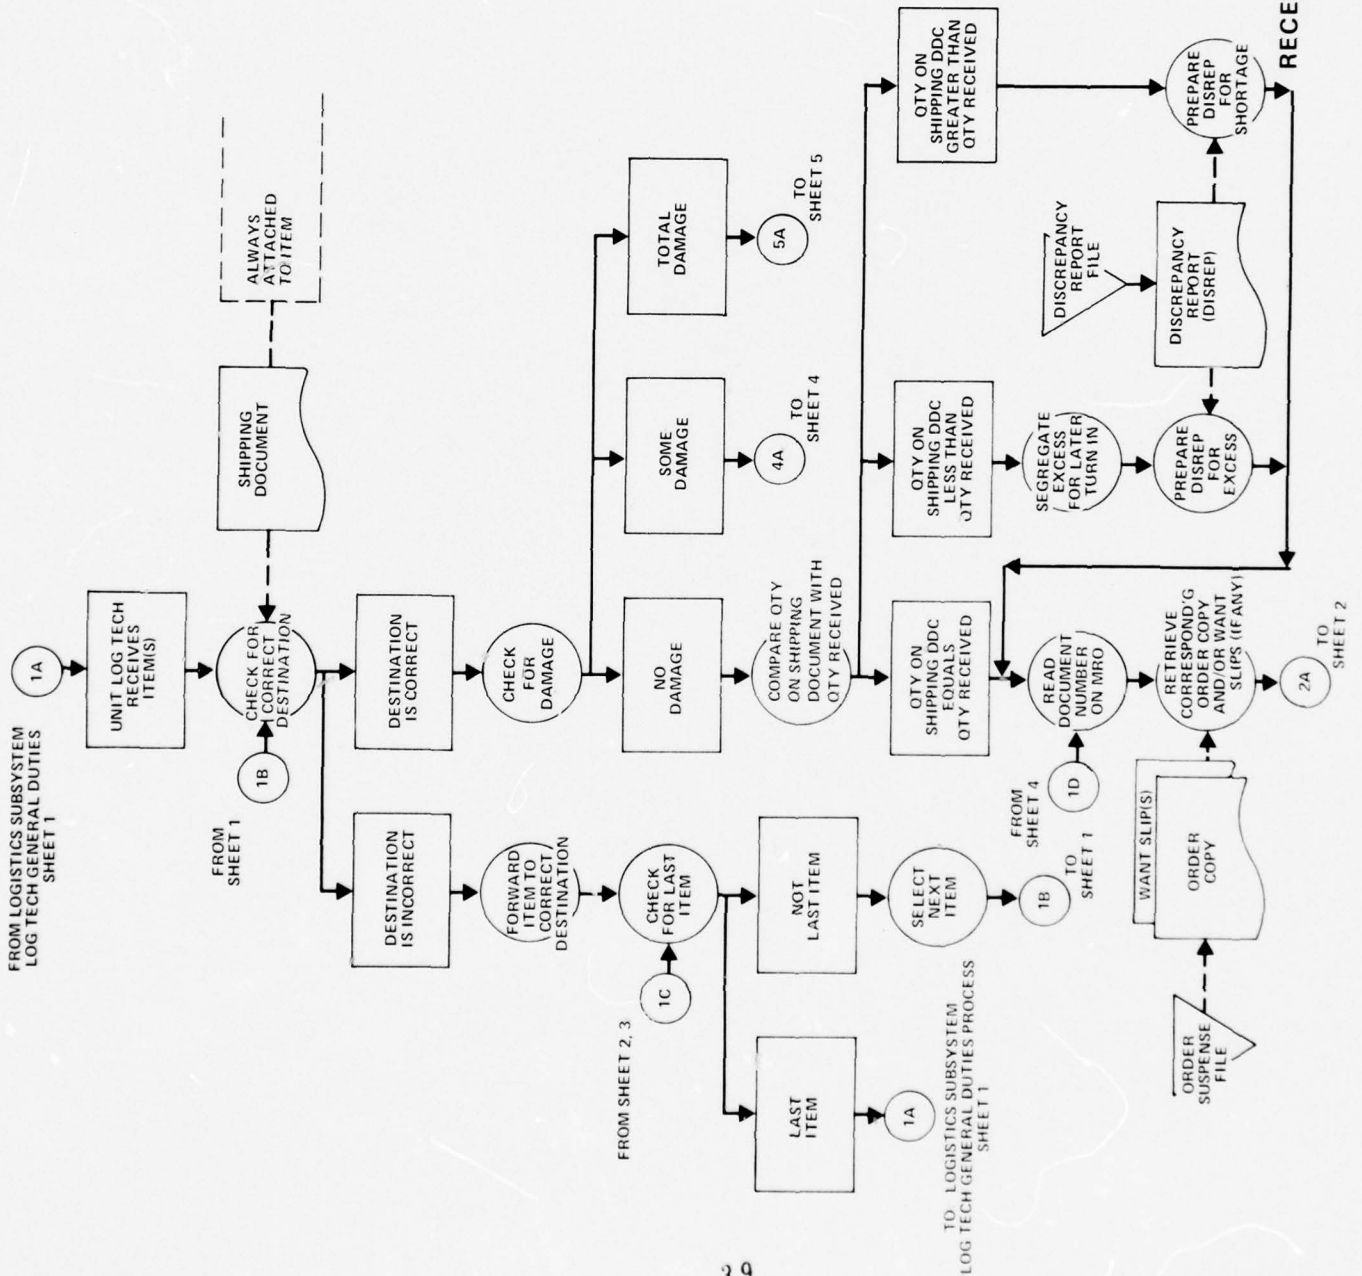 FROM LOGISTICS SUBSYSTEM
LOG TECH GENERAL DUTIES
SHEET 1
1A
UNIT LOG TECH
RECEIVES
ITEM(S)
FROM
SHEET 1
1B
CHECK FOR
CORRECT
DESTINATION
SHIPPING
DOCUMENT
ALWAYS
ATTACHED
TO ITEM
DESTINATION
IS INCORRECT
DESTINATION
IS CORRECT
FORWARD
ITEM TO
CORRECT
DESTINATION
CHECK
FOR
DAMAGE
FROM SHEET 2, 3
1C
CHECK
FOR LAST
ITEM
NO
DAMAGE
SOME
DAMAGE
TOTAL
DAMAGE
LAST
ITEM
NOT
LAST ITEM
COMPARE QTY
ON SHIPPING
DOCUMENT WITH
QTY RECEIVED
4A
TO
SHEET 4
5A
TO
SHEET 5
1A
TO LOGISTICS SUBSYSTEM
LOG TECH GENERAL DUTIES PROCESS
SHEET 1
SELECT
NEXT
ITEM
1B
TO
SHEET 1
QTY ON
SHIPPING DDC
EQUALS
QTY RECEIVED
QTY ON
SHIPPING DDC
LESS THAN
QTY RECEIVED
QTY ON
SHIPPING DDC
GREATER THAN
QTY RECEIVED
FROM
SHEET 4
1D
READ
DOCUMENT
NUMBER
ON MRO
SEGREGATE
EXCESS
FOR LATER
TURN IN
DISCREPANCY
REPORT
FILE
ORDER
SUSPENSE
FILE
WANT SLIP(S)
ORDER
COPY
RETRIEVE
CORRESPOND'G
ORDER COPY
AND/OR WANT
SLIPS (IF ANY)
PREPARE
DISREP
FOR
EXCESS
DISCREPANCY
REPORT
(DISREP)
PREPARE
DISREP
FOR
SHORTAGE
2A
TO
SHEET 2
RECE
39